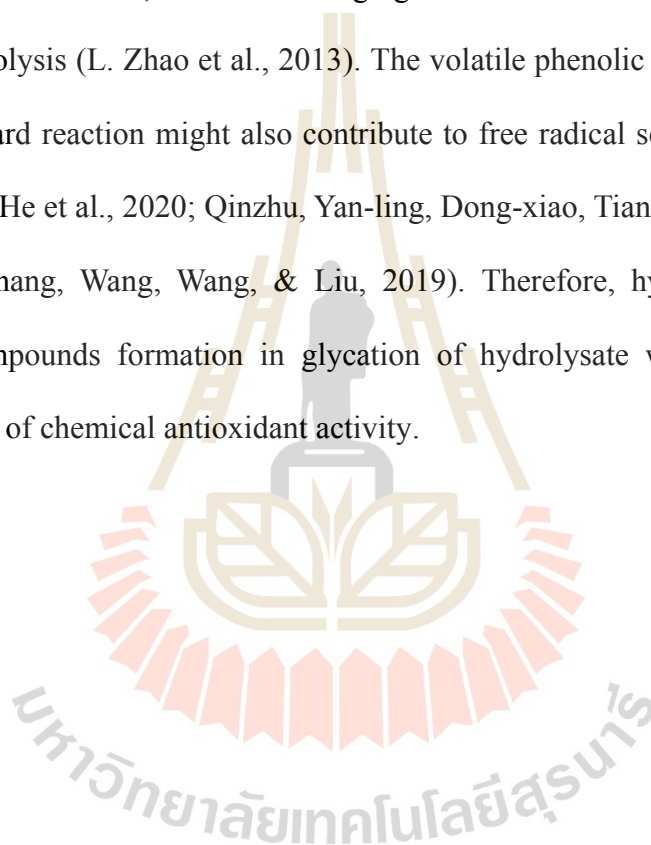 olysis (L. Zhao et al., 2013). The volatile phenolic
ard reaction might also contribute to free radical
He et al., 2020; Qinzhu, Yan-ling, Dong-xiao, Tian
nang, Wang, Wang, & Liu, 2019). Therefore, hy
mpounds formation in glycation of hydrolysate
of chemical antioxidant activity.
มหาวิทยาลัยเทคโนโลยีสุรนารี